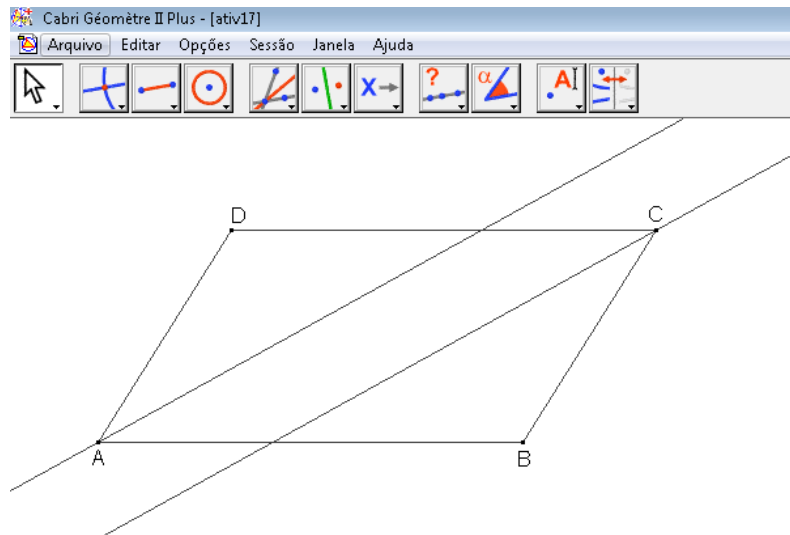 Cabri Géomètre II Plus - [ativ17]
Arquivo Editar Opções Sessão Janela Ajuda
X ? α A
D C
A B